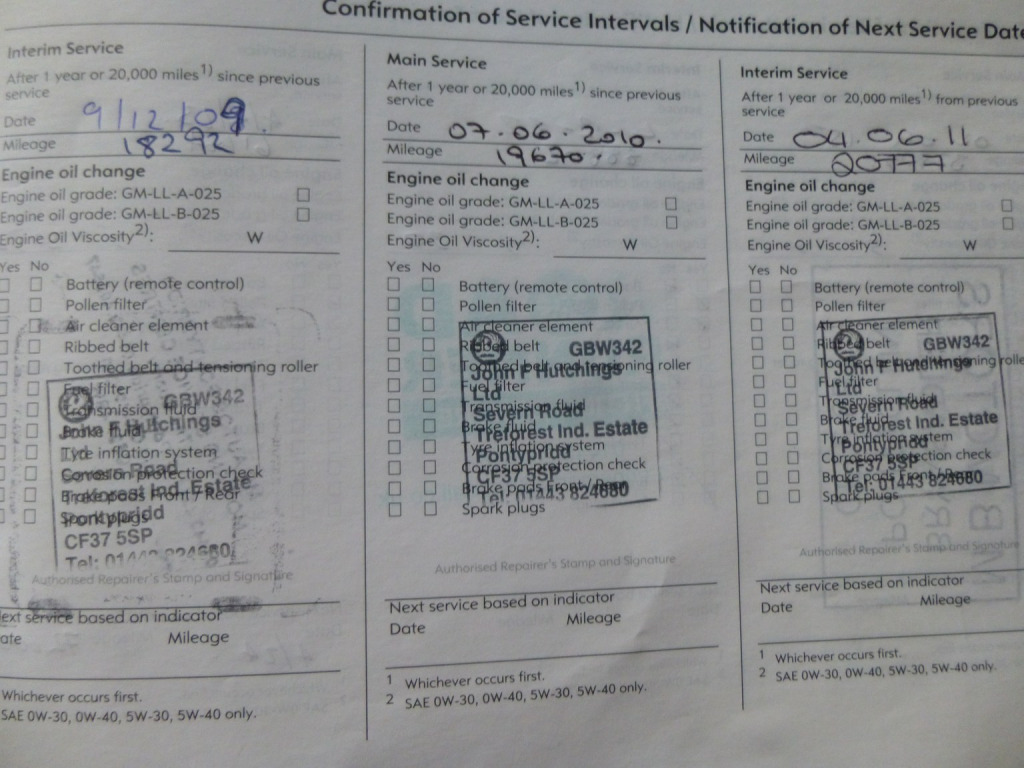 Confirmation of Service Intervals / Notification of Next Service Date
Interim Service
After 1 year or 20,000 miles1) since previous
service
Date 9/12/09.
Mileage 18292
Engine oil change
Engine oil grade: GM-LL-A-025
Engine oil grade: GM-LL-B-025
Engine Oil Viscosity2): W
Yes No
Battery (remote control)
Pollen filter
Air cleaner element
Ribbed belt
Toothed belt and tensioning roller
Fuel filter
Transmission fluid
Brake fluid
Tyre inflation system
Corrosion protection check
Brake pads Front / Rear
Spark plugs
GBW342
John F Hutchings
Ltd
Severn Road
Treforest Ind. Estate
Pontypridd
CF37 5SP
Tel: 01443 824680
Authorised Repairer's Stamp and Signature
ext service based on indicator
ate Mileage
Whichever occurs first.
SAE 0W-30, 0W-40, 5W-30, 5W-40 only.
Main Service
After 1 year or 20,000 miles1) since previous
service
Date 07.06.2010.
Mileage 19670.
Engine oil change
Engine oil grade: GM-LL-A-025
Engine oil grade: GM-LL-B-025
Engine Oil Viscosity2): W
Yes No
Battery (remote control)
Pollen filter
Air cleaner element
Ribbed belt
Toothed belt and tensioning roller
Fuel filter
Transmission fluid
Brake fluid
Tyre inflation system
Corrosion protection check
Brake pads Front / Rear
Spark plugs
GBW342
John F Hutchings
Ltd
Severn Road
Treforest Ind. Estate
Pontypridd
CF37 5SP
Tel: 01443 824680
Authorised Repairer's Stamp and Signature
Next service based on indicator
Date Mileage
1 Whichever occurs first.
2 SAE 0W-30, 0W-40, 5W-30, 5W-40 only.
Interim Service
After 1 year or 20,000 miles1) from previous
service
Date 04.06.11
Mileage 20777
Engine oil change
Engine oil grade: GM-LL-A-025
Engine oil grade: GM-LL-B-025
Engine Oil Viscosity2): W
Yes No
Battery (remote control)
Pollen filter
Air cleaner element
Ribbed belt
Toothed belt and tensioning roller
Fuel filter
Transmission fluid
Brake fluid
Tyre inflation system
Corrosion protection check
Brake pads Front / Rear
Spark plugs
GBW342
John F Hutchings
Ltd
Severn Road
Treforest Ind. Estate
Pontypridd
CF37 5SP
Tel: 01443 824680
Authorised Repairer's Stamp and Signature
Next service based on indicator
Date Mileage
1 Whichever occurs first.
2 SAE 0W-30, 0W-40, 5W-30, 5W-40 only.